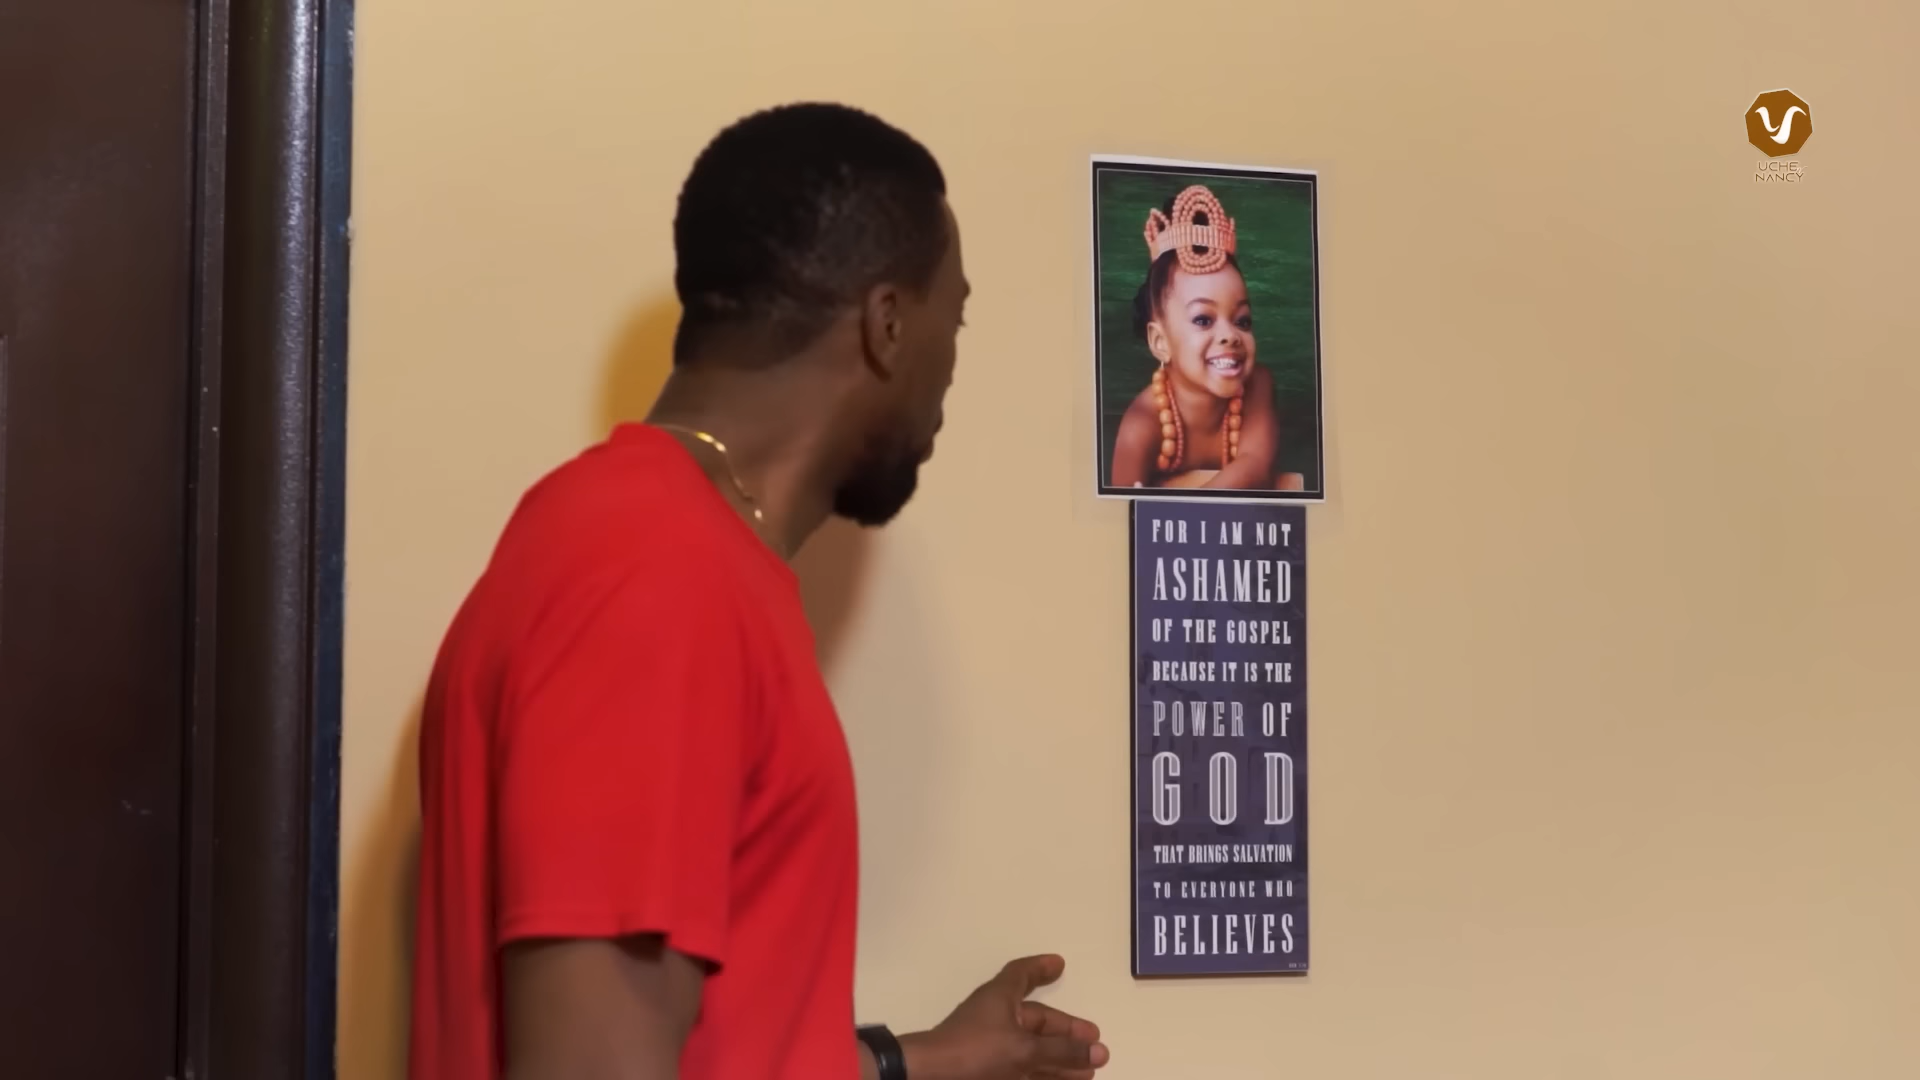 UCHE
NANCY
FOR I AM NOT
ASHAMED
OF THE GOSPEL
BECAUSE IT IS THE
POWER OF
GOD
THAT BRINGS SALVATION
TO EVERYONE WHO
BELIEVES